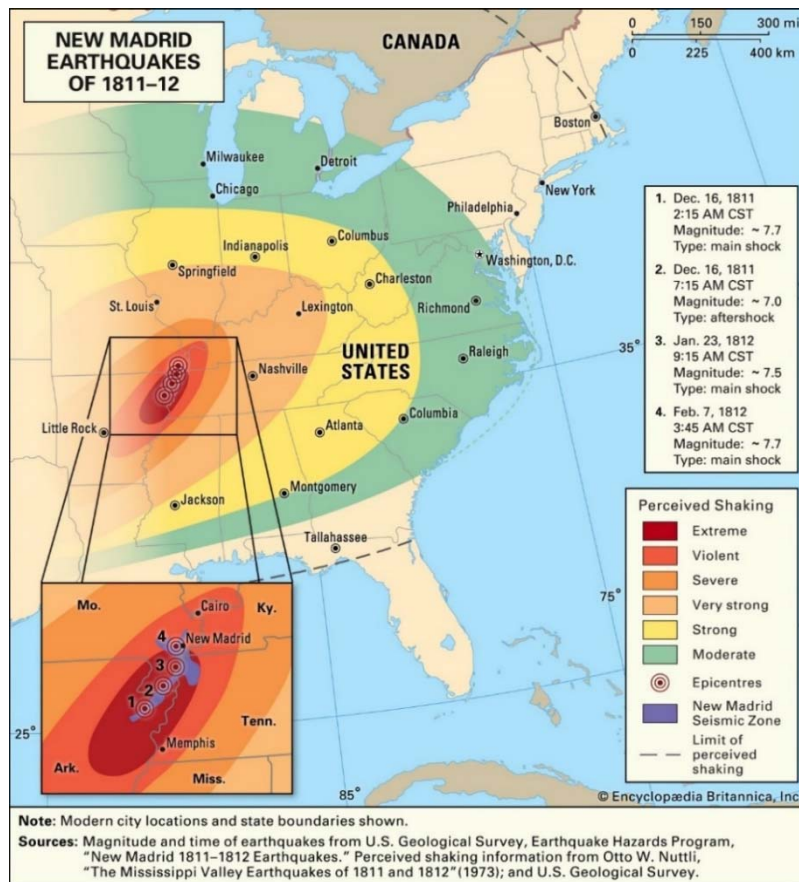 NEW MADRID
EARTHQUAKES
OF 1811–12
CANADA
0 150 300 mi
0 225 400 km
Boston
Milwaukee
Detroit
Chicago
New York
Philadelphia
Columbus
Indianapolis
Washington, D.C.
Springfield
Charleston
St. Louis
Lexington
Richmond
UNITED
STATES
35°
Nashville
Raleigh
Little Rock
Atlanta
Columbia
Jackson
Montgomery
Tallahassee
75°
25°
85°
Mo.
Cairo
Ky.
4
New Madrid
3
2
1
Tenn.
Memphis
Ark.
Miss.
1. Dec. 16, 1811
2:15 AM CST
Magnitude: ~ 7.7
Type: main shock
2. Dec. 16, 1811
7:15 AM CST
Magnitude: ~ 7.0
Type: aftershock
3. Jan. 23, 1812
9:15 AM CST
Magnitude: ~ 7.5
Type: main shock
4. Feb. 7, 1812
3:45 AM CST
Magnitude: ~ 7.7
Type: main shock
Perceived Shaking
Extreme
Violent
Severe
Very strong
Strong
Moderate
Epicentres
New Madrid
Seismic Zone
Limit of
perceived
shaking
© Encyclopædia Britannica, Inc
Note: Modern city locations and state boundaries shown.
Sources: Magnitude and time of earthquakes from U.S. Geological Survey, Earthquake Hazards Program,
“New Madrid 1811–1812 Earthquakes.” Perceived shaking information from Otto W. Nuttli,
“The Mississippi Valley Earthquakes of 1811 and 1812”(1973); and U.S. Geological Survey.